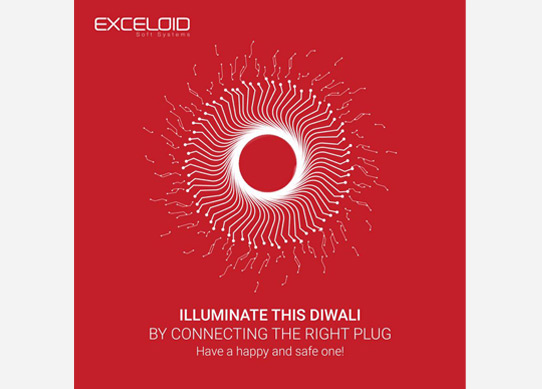 EXCELOID
Soft Systems
ILLUMINATE THIS DIWALI
BY CONNECTING THE RIGHT PLUG
Have a happy and safe one!